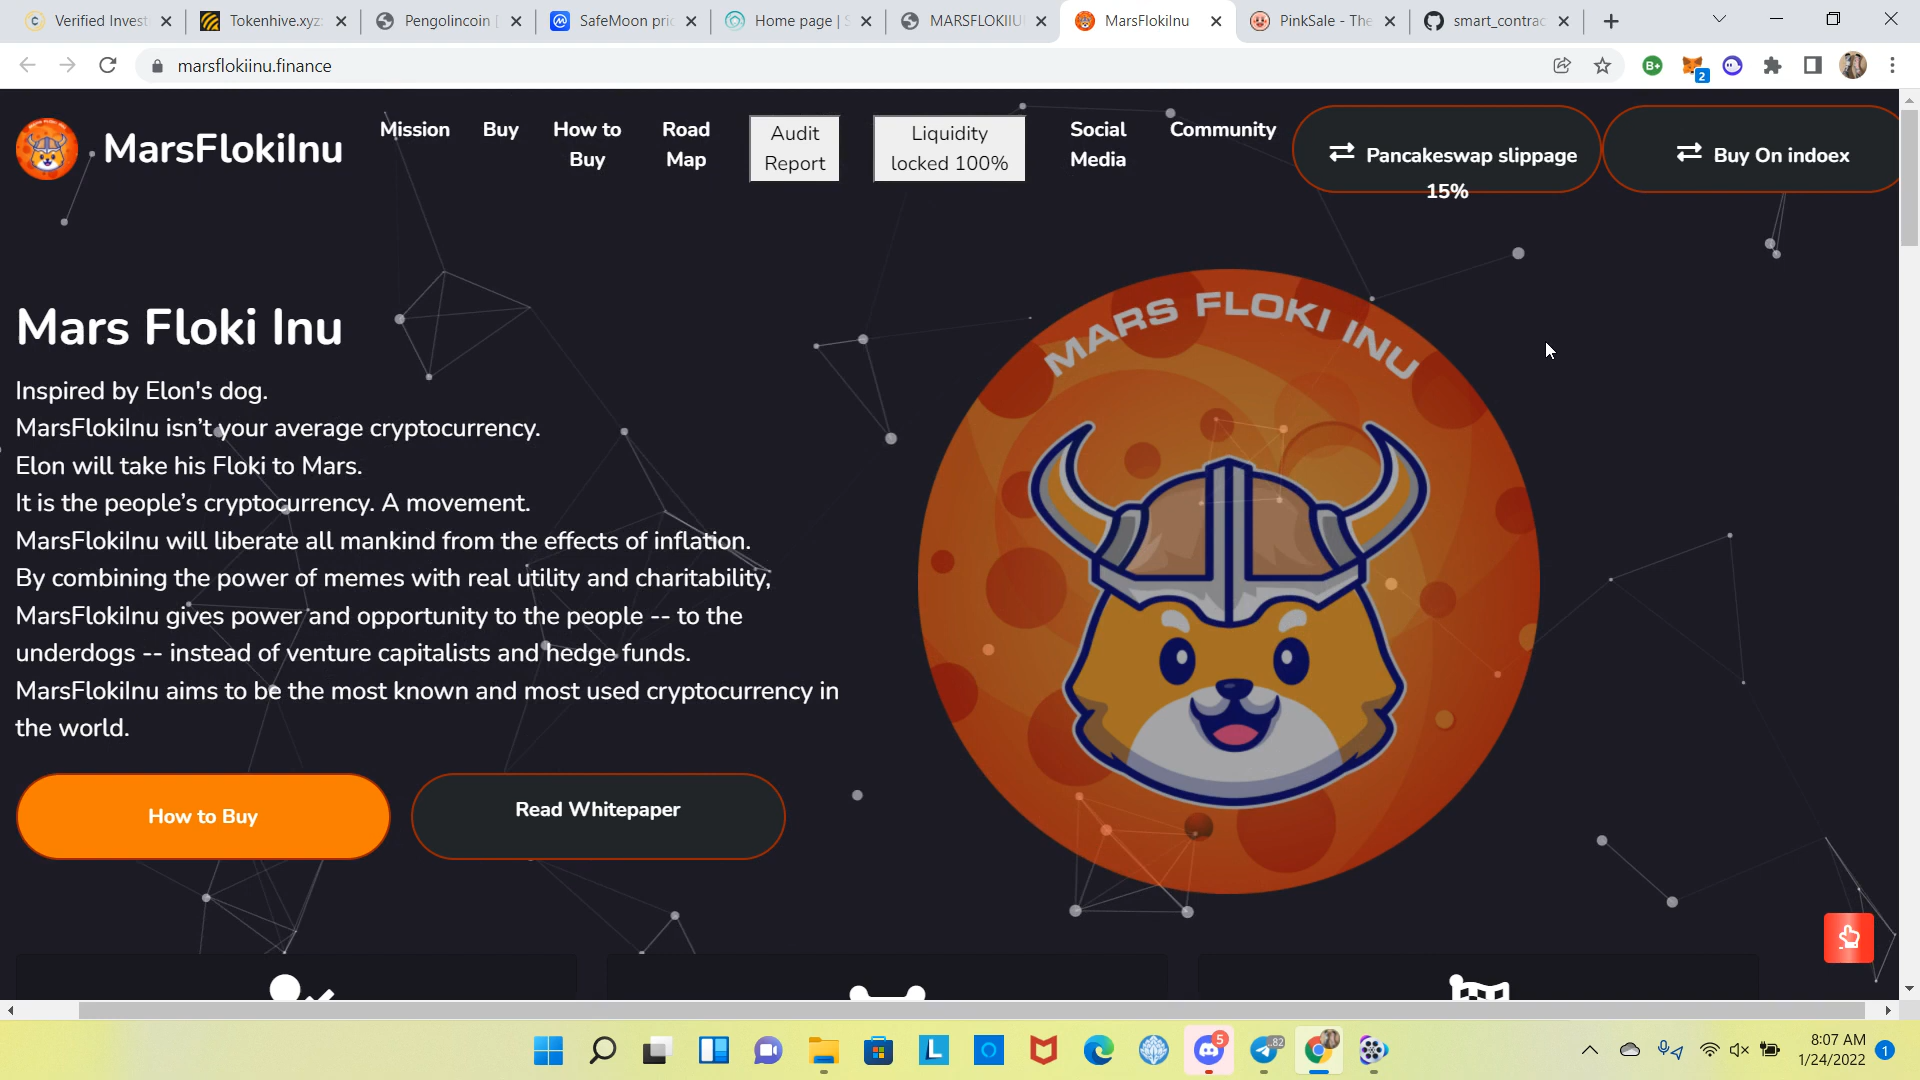 Verified Invest
Tokenhive.xyz
Pengolincoin
SafeMoon pric
Home page | S
MARSFLOKIIU
MarsFlokiInu
PinkSale - The
smart_contrac
marsflokiinu.finance
2
MarsFlokiInu
Mission
Buy
How to
Buy
Road
Map
Audit
Report
Liquidity
locked 100%
Social
Media
Community
Pancakeswap slippage
15%
Buy On indoex
MARS FLOKI INU
Mars Floki Inu
Inspired by Elon's dog.
MarsFlokiInu isn’t your average cryptocurrency.
Elon will take his Floki to Mars.
It is the people’s cryptocurrency. A movement.
MarsFlokiInu will liberate all mankind from the effects of inflation.
By combining the power of memes with real utility and charitability,
MarsFlokiInu gives power and opportunity to the people -- to the
underdogs -- instead of venture capitalists and hedge funds.
MarsFlokiInu aims to be the most known and most used cryptocurrency in
the world.
How to Buy
Read Whitepaper
L
5
82
8:07 AM
1/24/2022
1